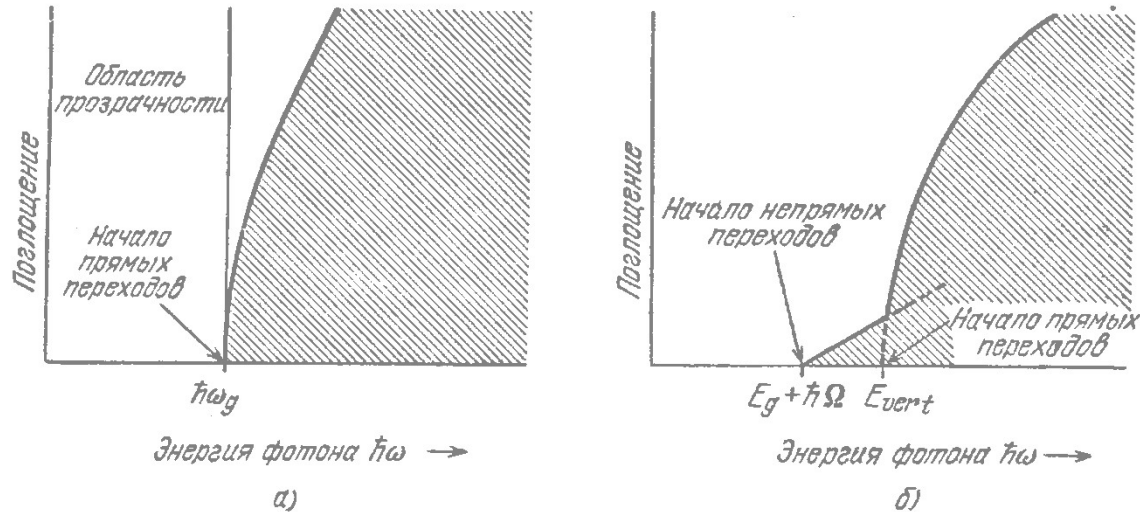 Поглощение
Область
прозрачности
Начало
прямых
переходов
ħω_g
Энергия фотона ħω
а)
Поглощение
Начало непрямых
переходов
Начало прямых
переходов
E_g + ħΩ
E_vert
Энергия фотона ħω
б)